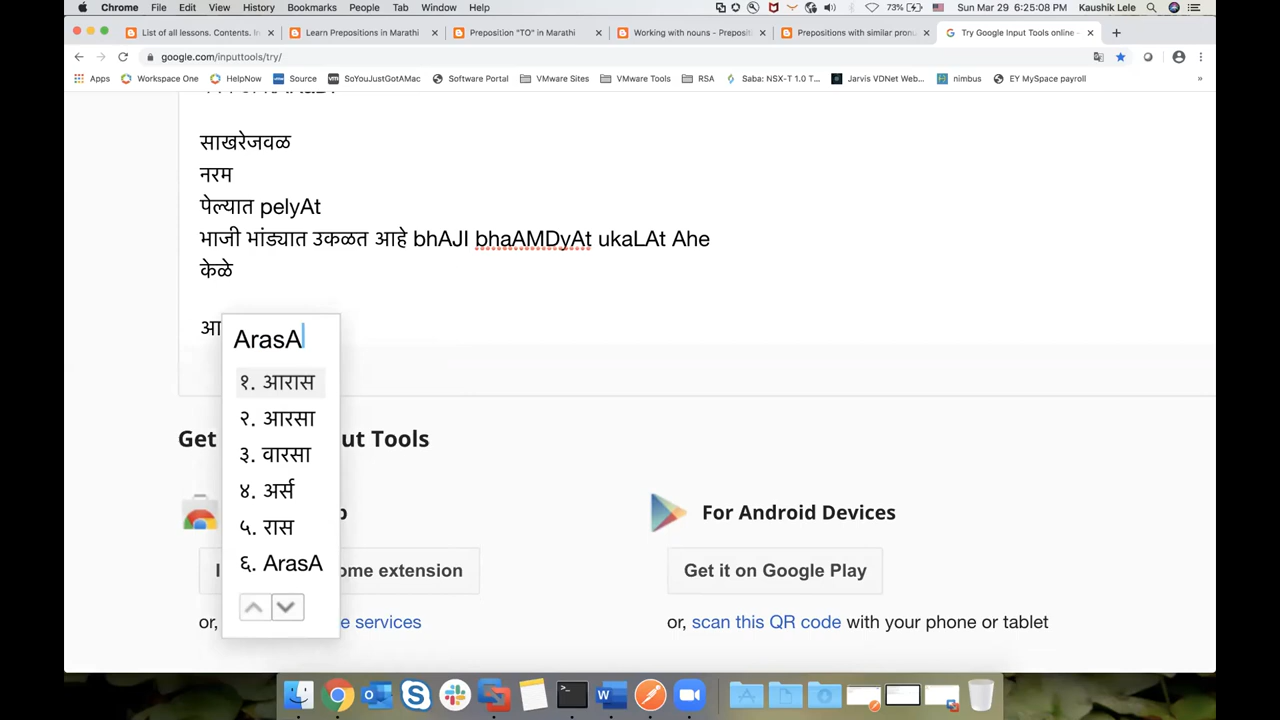 Chrome File Edit View History Bookmarks People Tab Window Help 73% Sun Mar 29 6:25:08 PM Kaushik Lele
List of all lessons. Contents. In Learn Prepositions in Marathi Preposition "TO" in Marathi Working with nouns - Preposit Prepositions with similar pronu Try Google Input Tools online -
google.com/inputtools/try/
Apps Workspace One HelpNow Source SoYouJustGotAMac Software Portal VMware Sites VMware Tools RSA Saba: NSX-T 1.0 T... Jarvis VDNet Web... nimbus EY MySpace payroll »
साखरेजवळ
नरम
पेल्यात pelyAt
भाजी भांड्यात उकळत आहे bhAJI bhaAMDyAt ukaLAt Ahe
केळे
आ
ArasA
१. आरास
२. आरसा
३. वारसा
४. अर्स
५. रास
६. ArasA
Get ut Tools
For Android Devices
ome extension
Get it on Google Play
or, e services
or, scan this QR code with your phone or tablet